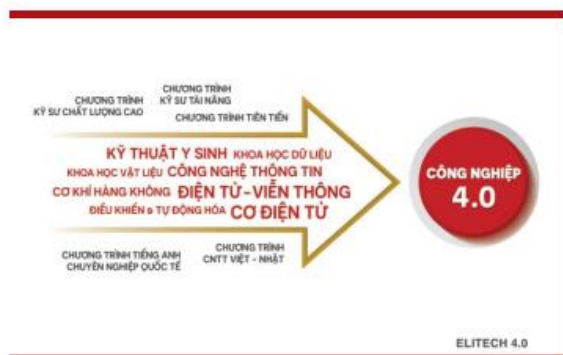 CHƯƠNG TRÌNH
KỸ SƯ TÀI NĂNG
CHƯƠNG TRÌNH
KỸ SƯ CHẤT LƯỢNG CAO
CHƯƠNG TRÌNH TIÊN TIẾN
KỸ THUẬT Y SINH KHOA HỌC DỮ LIỆU
KHOA HỌC VẬT LIỆU CÔNG NGHỆ THÔNG TIN
CƠ KHÍ HÀNG KHÔNG ĐIỆN TỬ-VIỄN THÔNG
ĐIỀU KHIỂN & TỰ ĐỘNG HÓA CƠ ĐIỆN TỬ
CHƯƠNG TRÌNH TIẾNG ANH
CHUYÊN NGHIỆP QUỐC TẾ
CHƯƠNG TRÌNH
CNTT VIỆT - NHẬT
CÔNG NGHIỆP
4.0
ELITECH 4.0